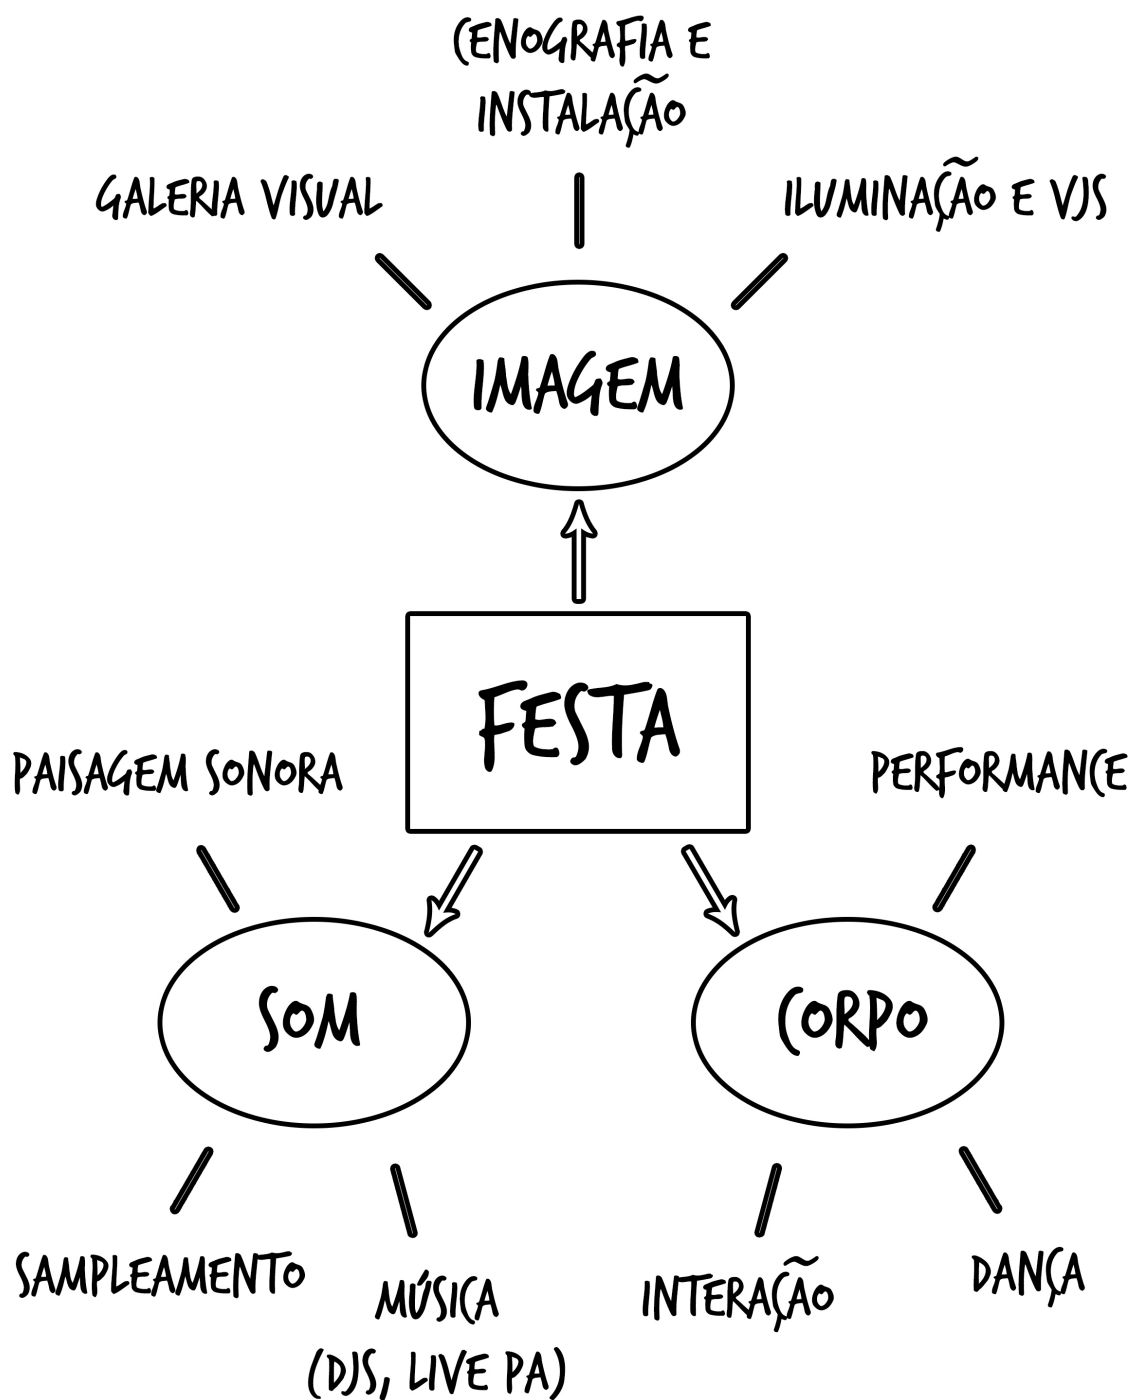 CENOGRAFIA E
INSTALAÇÃO
GALERIA VISUAL
ILUMINAÇÃO E VJS
IMAGEM
FESTA
PAISAGEM SONORA
PERFORMANCE
SOM
CORPO
SAMPLEAMENTO
MÚSICA
(DJS, LIVE PA)
INTERAÇÃO
DANÇA